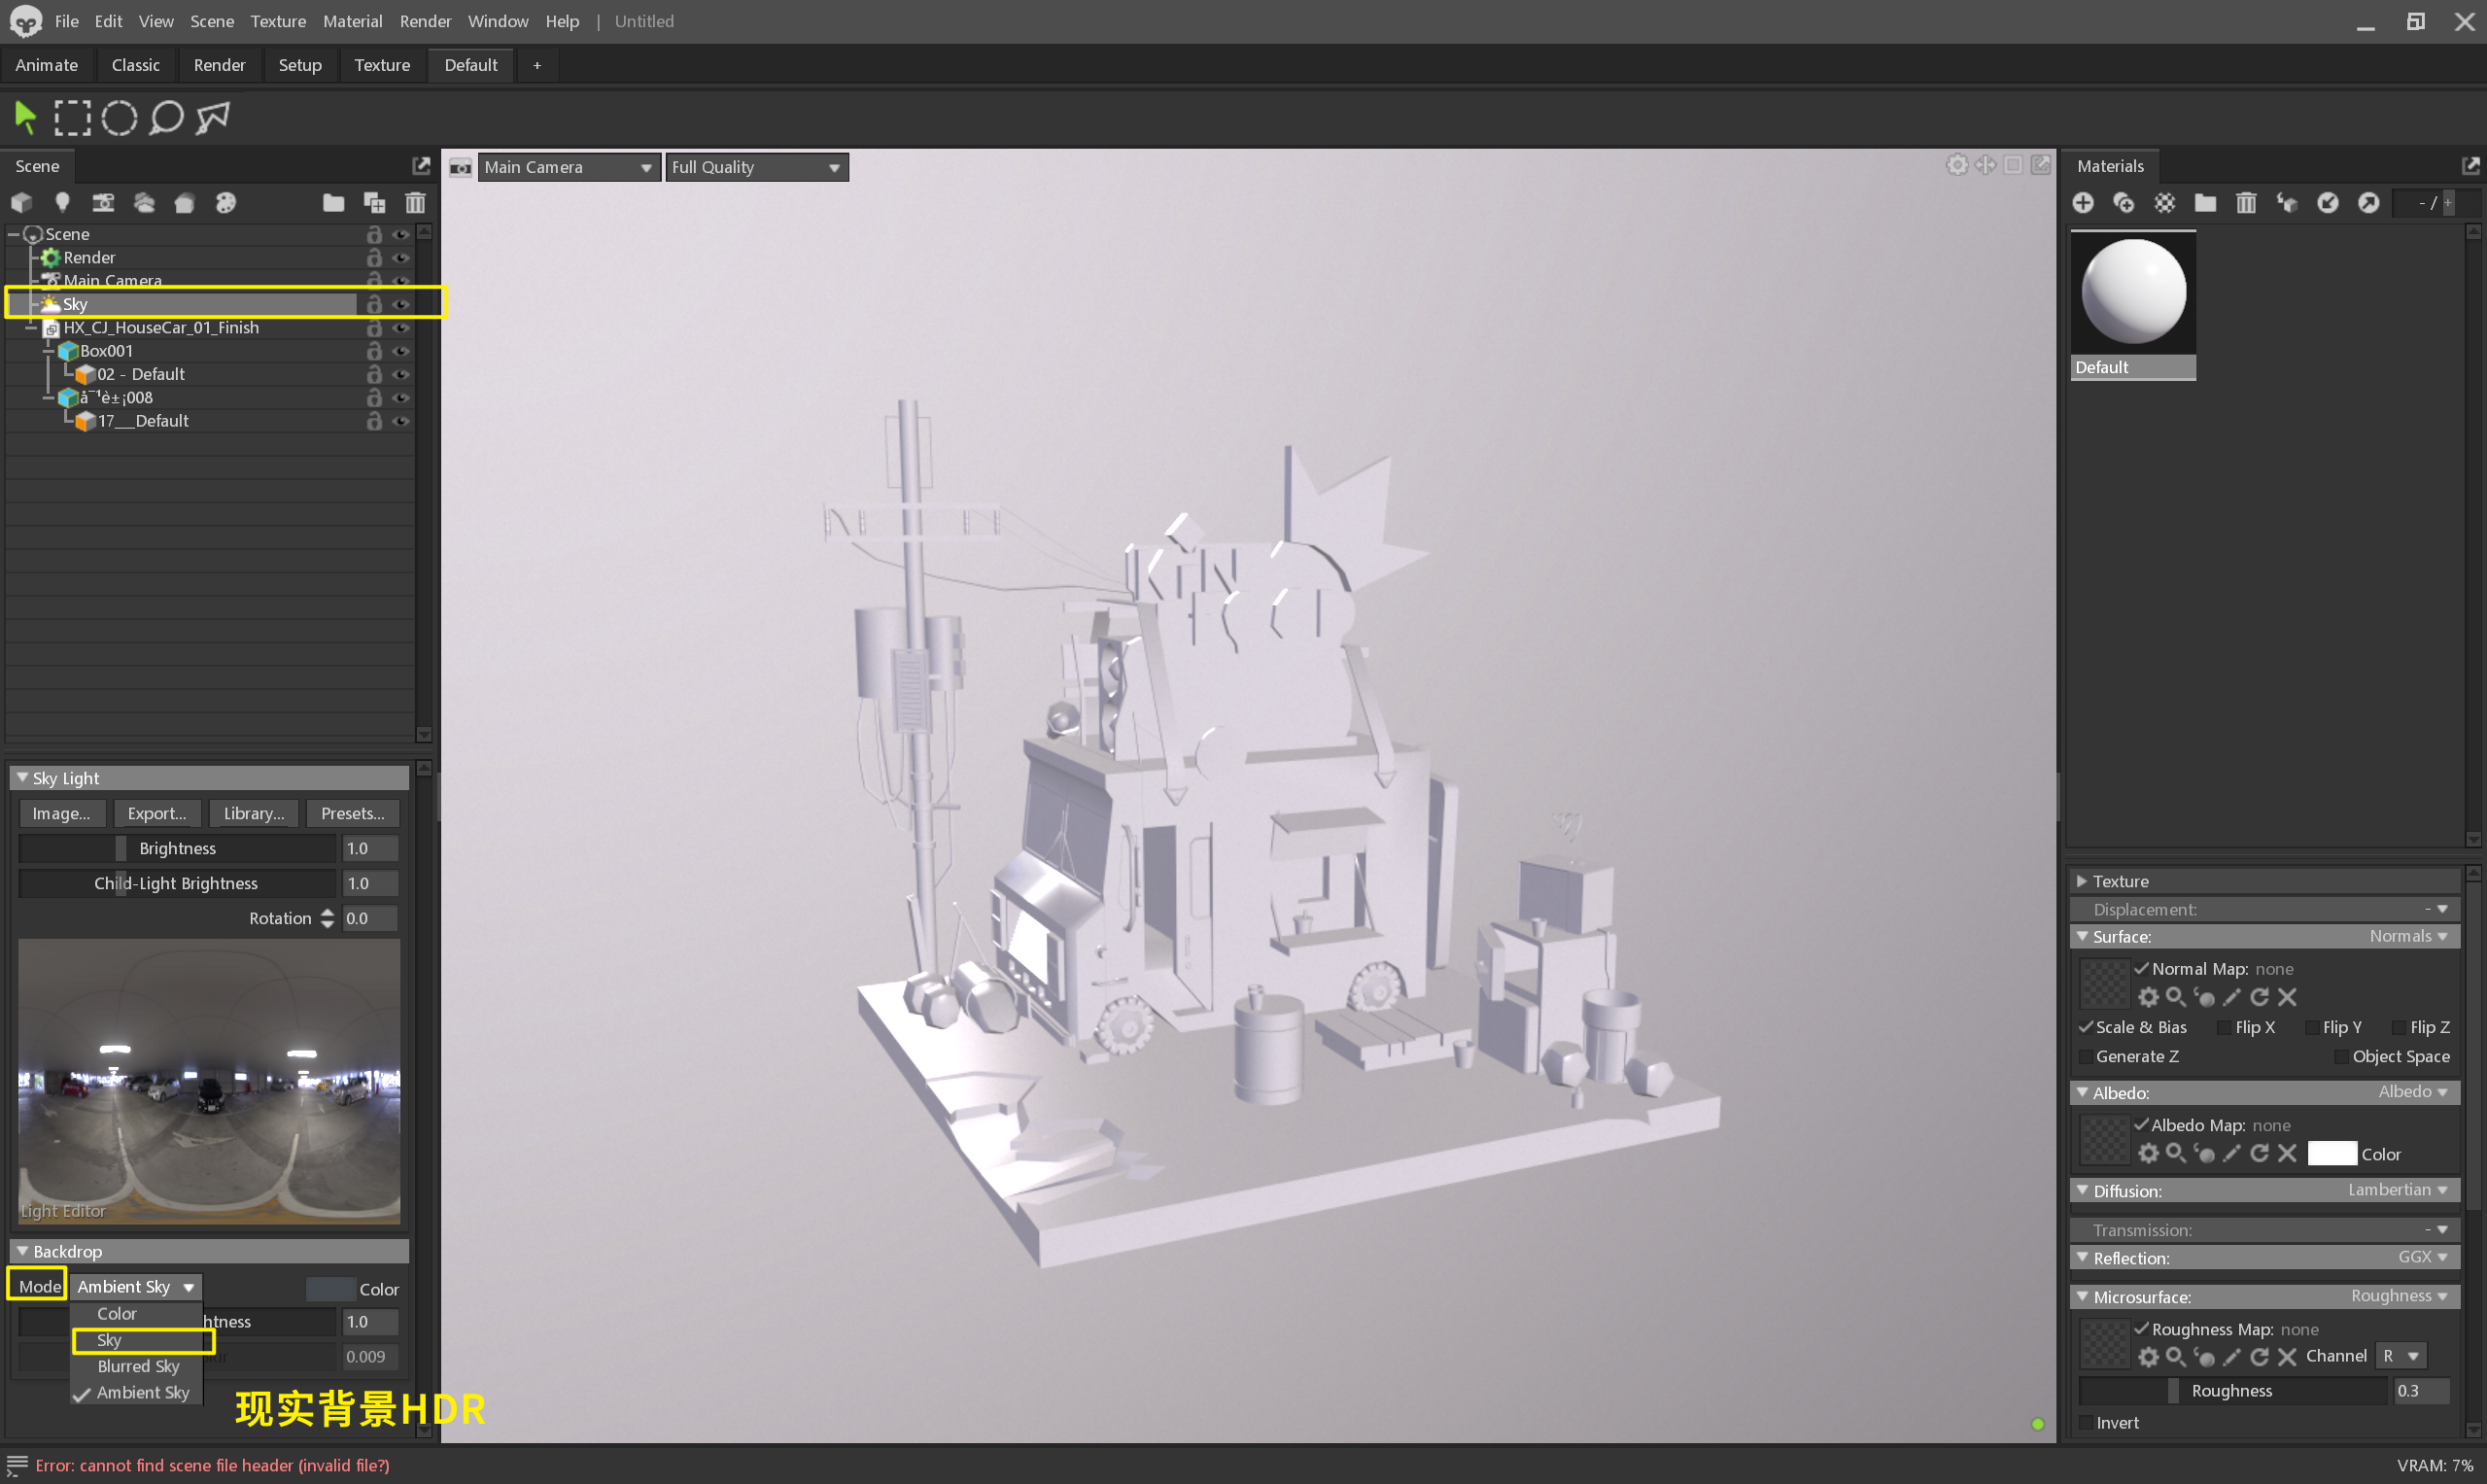 File Edit View Scene Texture Material Render Window Help | Untitled
Animate Classic Render Setup Texture Default +
Scene
Main Camera Full Quality
Materials
- / +
Scene
Render
Main Camera
Sky
HX_CJ_HouseCar_01_Finish
Box001
02 - Default
å¯¹è±¡008
17__Default
Default
Sky Light
Image... Export... Library... Presets...
Brightness 1.0
Child-Light Brightness 1.0
Rotation 0.0
Light Editor
Backdrop
Mode Ambient Sky Color
Color
htness 1.0
Sky
0.009
Blurred Sky
Ambient Sky
现实背景HDR
Texture
Displacement: -
Surface: Normals
Normal Map: none
Scale & Bias Flip X Flip Y Flip Z
Generate Z Object Space
Albedo: Albedo
Albedo Map: none
Color
Diffusion: Lambertian
Transmission: -
Reflection: GGX
Microsurface: Roughness
Roughness Map: none
Channel R
Roughness 0.3
Invert
Error: cannot find scene file header (invalid file?)
VRAM: 7%